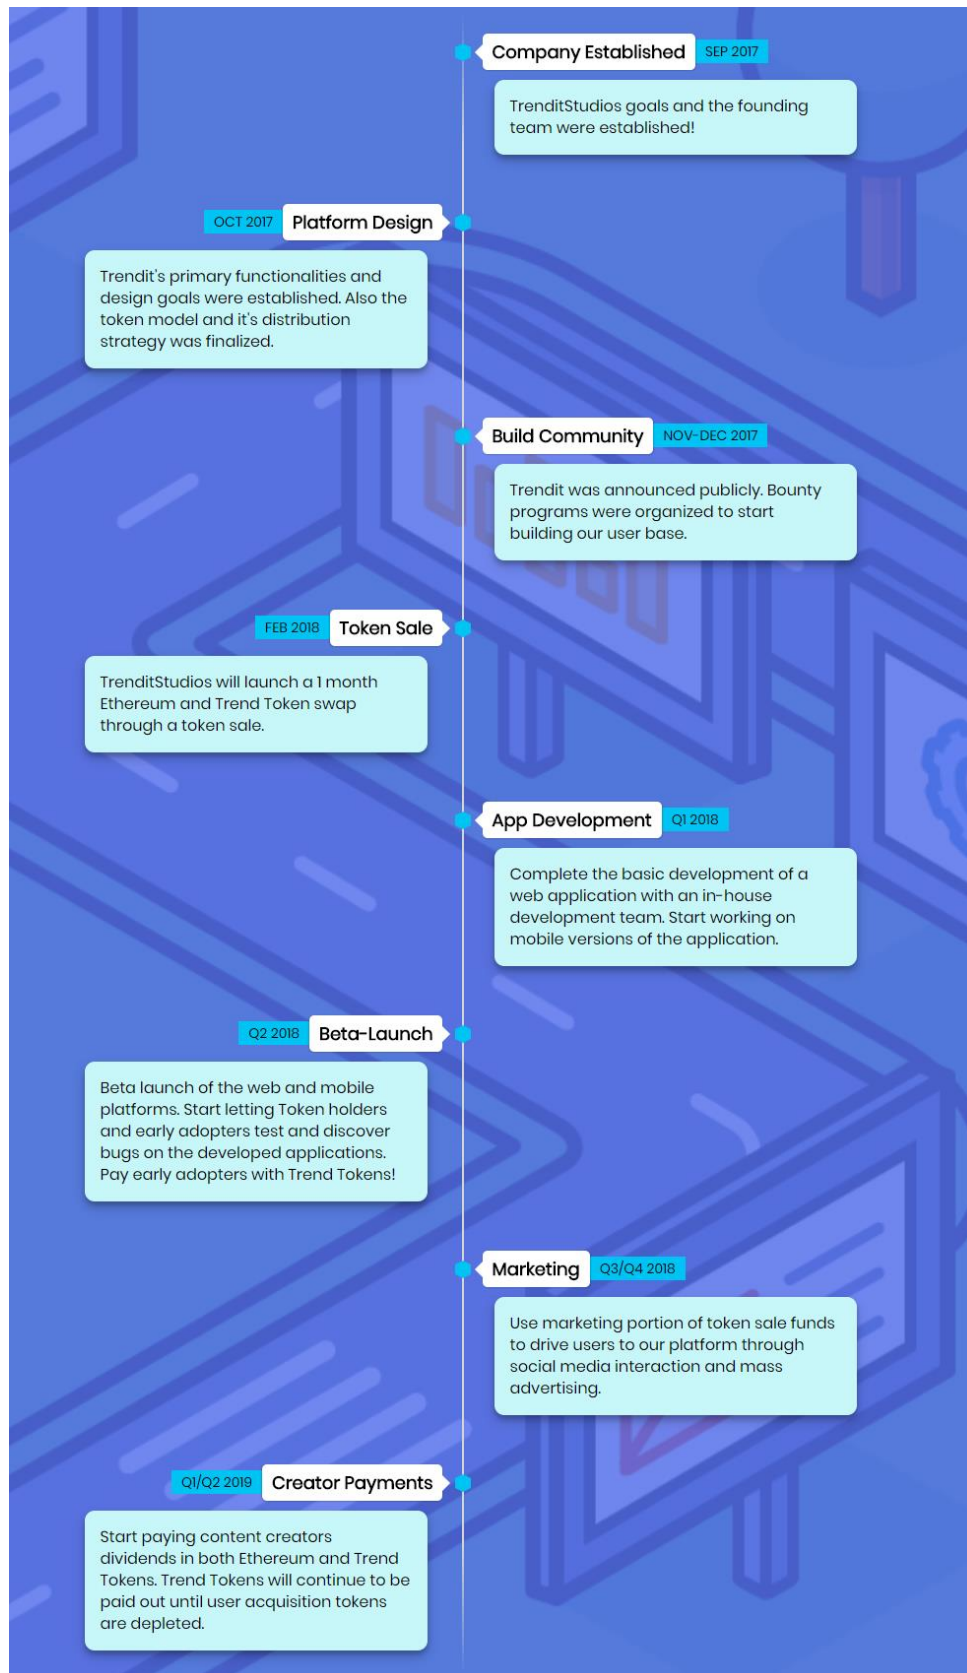 Company Established SEP 2017
TrenditStudios goals and the founding
team were established!
OCT 2017 Platform Design
Trendit's primary functionalities and
design goals were established. Also the
token model and it's distribution
strategy was finalized.
Build Community NOV-DEC 2017
Trendit was announced publicly. Bounty
programs were organized to start
building our user base.
FEB 2018 Token Sale
TrenditStudios will launch a 1 month
Ethereum and Trend Token swap
through a token sale.
App Development Q1 2018
Complete the basic development of a
web application with an in-house
development team. Start working on
mobile versions of the application.
Q2 2018 Beta-Launch
Beta launch of the web and mobile
platforms. Start letting Token holders
and early adopters test and discover
bugs on the developed applications.
Pay early adopters with Trend Tokens!
Marketing Q3/Q4 2018
Use marketing portion of token sale funds
to drive users to our platform through
social media interaction and mass
advertising.
Q1/Q2 2019 Creator Payments
Start paying content creators
dividends in both Ethereum and Trend
Tokens. Trend Tokens will continue to be
paid out until user acquisition tokens
are depleted.